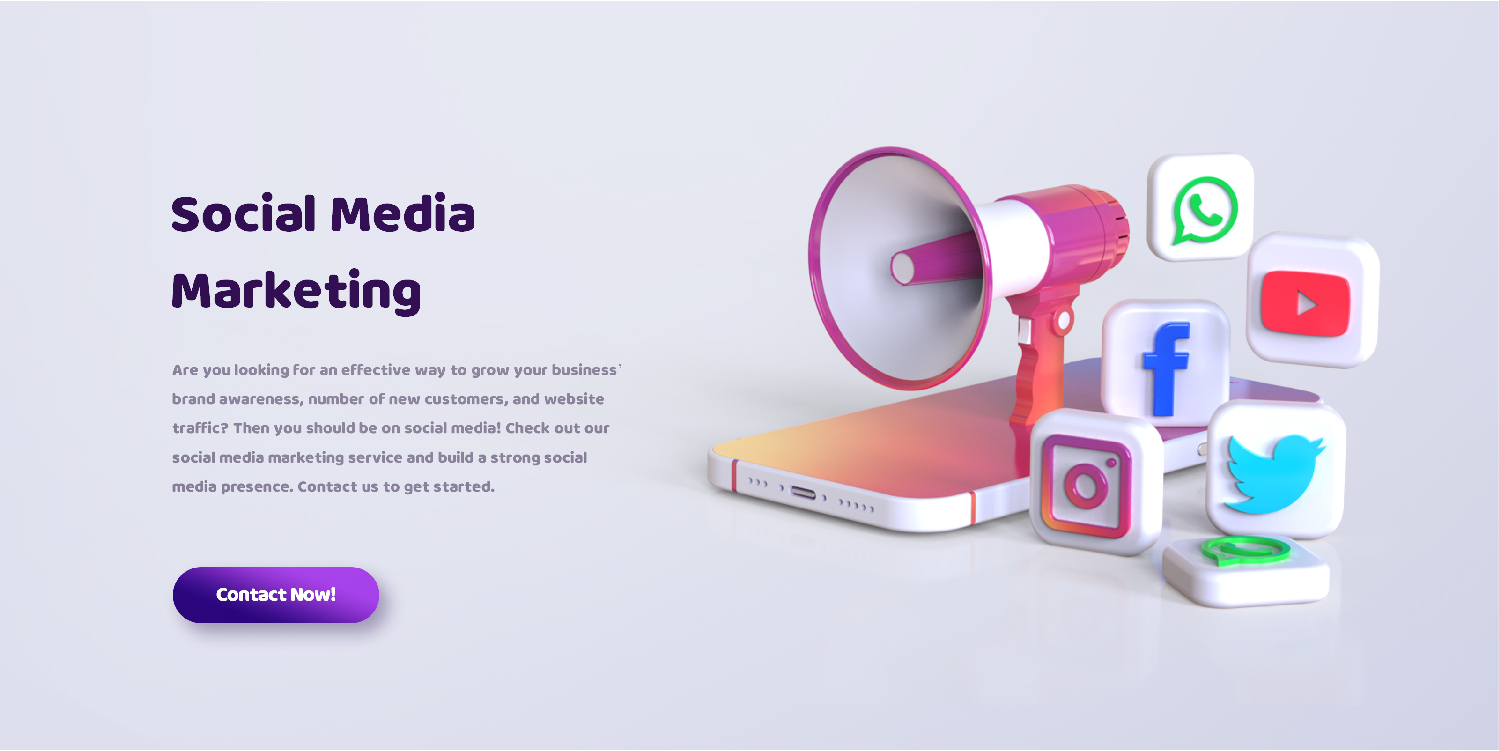 Social Media
Marketing
Are you looking for an effective way to grow your business'
brand awareness, number of new customers, and website
traffic? Then you should be on social media! Check out our
social media marketing service and build a strong social
media presence. Contact us to get started.
Contact Now!